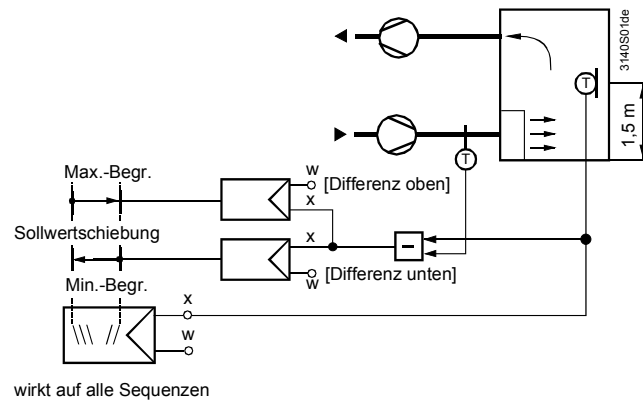 3140S01de
T
1,5 m
T
Max.-Begr.
w
[Differenz oben]
x
Sollwertschiebung
x
–
w
[Differenz unten]
Min.-Begr.
x
w
wirkt auf alle Sequenzen